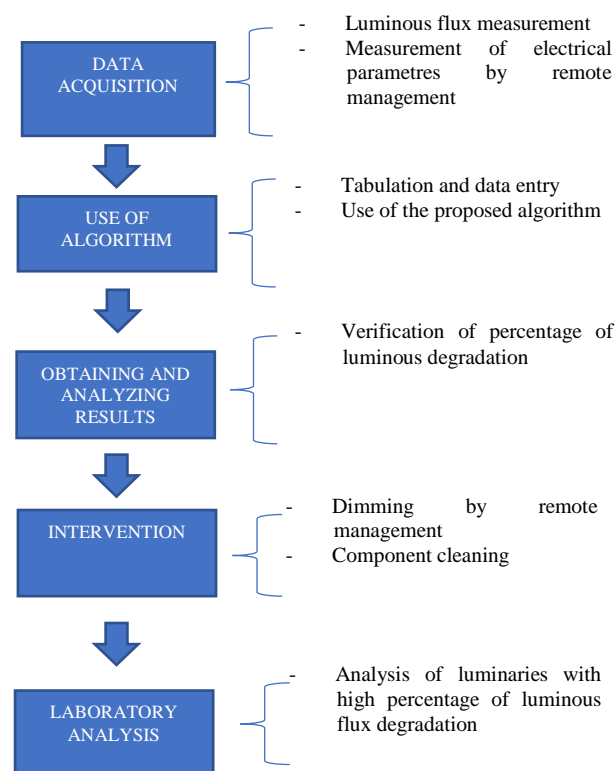 DATA
ACQUISITION
- Luminous flux measurement
- Measurement of electrical
parametres by remote
management
USE OF
ALGORITHM
- Tabulation and data entry
- Use of the proposed algorithm
OBTAINING AND
ANALYZING
RESULTS
- Verification of percentage of
luminous degradation
INTERVENTION
- Dimming by remote
management
- Component cleaning
LABORATORY
ANALYSIS
- Analysis of luminaries with
high percentage of luminous
flux degradation